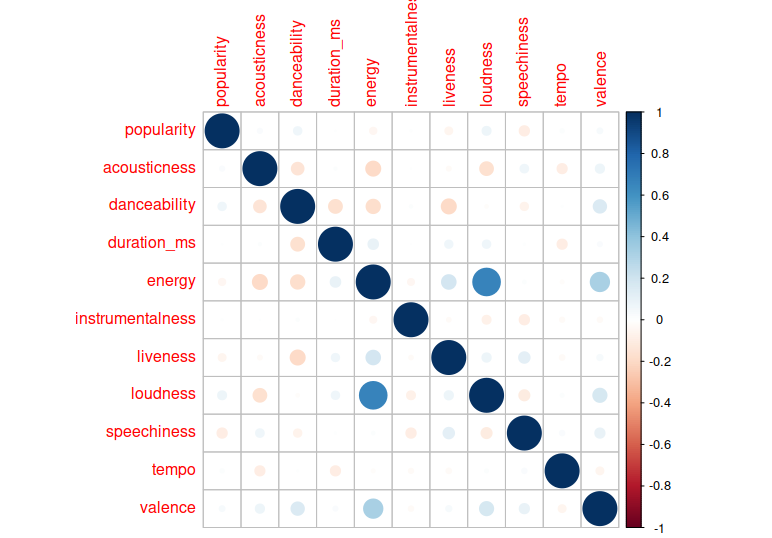 popularity
acousticness
danceability
duration_ms
energy
instrumentalnes
liveness
loudness
speechiness
tempo
valence
popularity
acousticness
danceability
duration_ms
energy
instrumentalness
liveness
loudness
speechiness
tempo
valence
1
0.8
0.6
0.4
0.2
0
-0.2
-0.4
-0.6
-0.8
-1